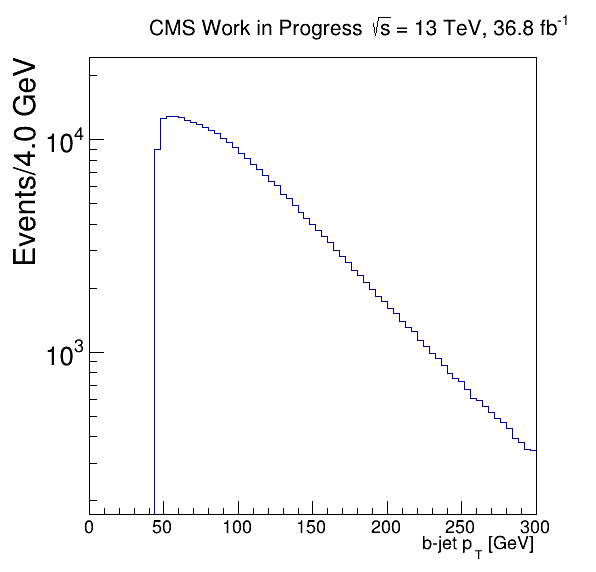 CMS Work in Progress √s = 13 TeV, 36.8 fb⁻¹
Events/4.0 GeV
10⁴
10³
0 50 100 150 200 250 300
b-jet p_T [GeV]